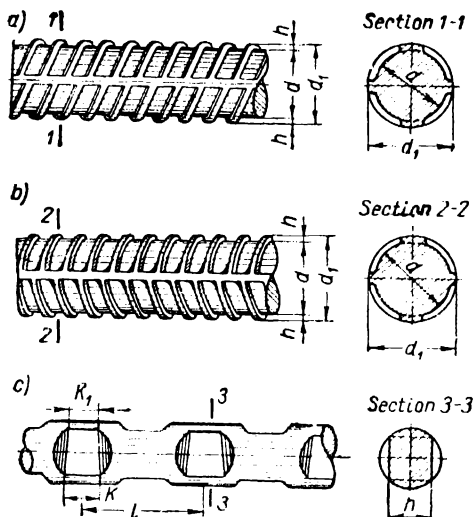 a)
1
1
h
d
d₁
h
Section 1-1
d
d₁
b)
2
2
h
d
d₁
h
Section 2-2
d
d₁
c)
K₁
3
K
l
3
Section 3-3
h